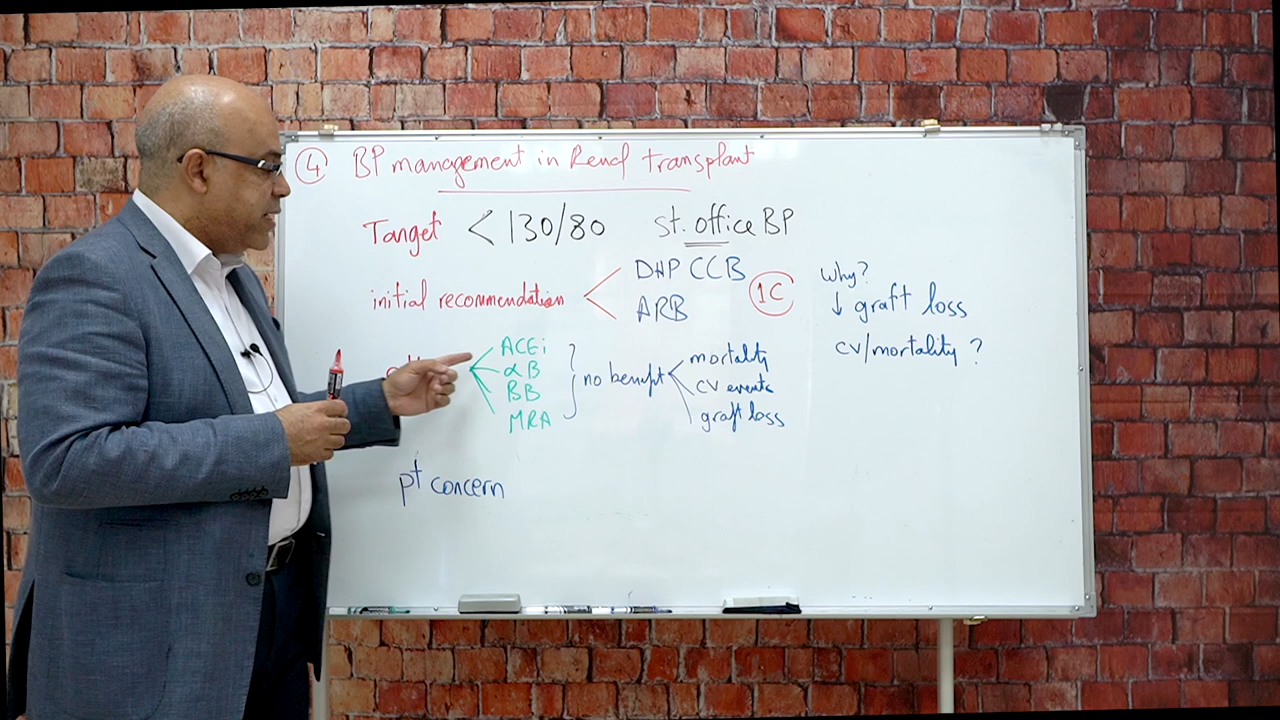 ④ BP management in Renal transplant
Target < 130/80 st. office BP
initial recommendation DHP CCB
ARB
1C
why?
↓ graft loss
CV/mortality ?
ACEi
αB
BB
MRA
no benefit
mortality
CV events
graft loss
pt concern